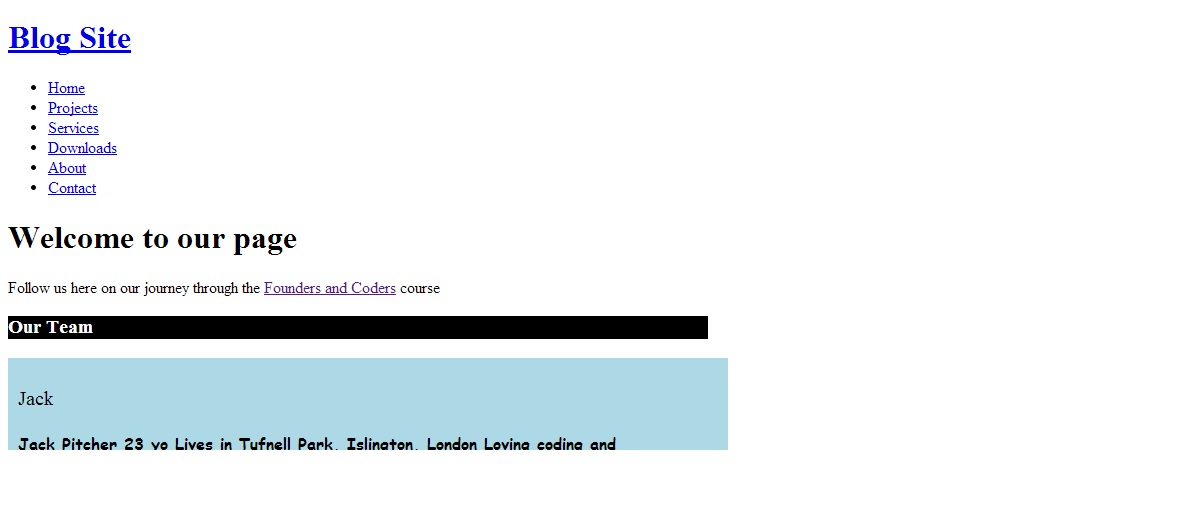 Blog Site
Home
Projects
Services
Downloads
About
Contact
Welcome to our page
Follow us here on our journey through the Founders and Coders course
Our Team
Jack
Jack Pitcher 23 yo Lives in Tufnell Park, Islington, London Loving coding and